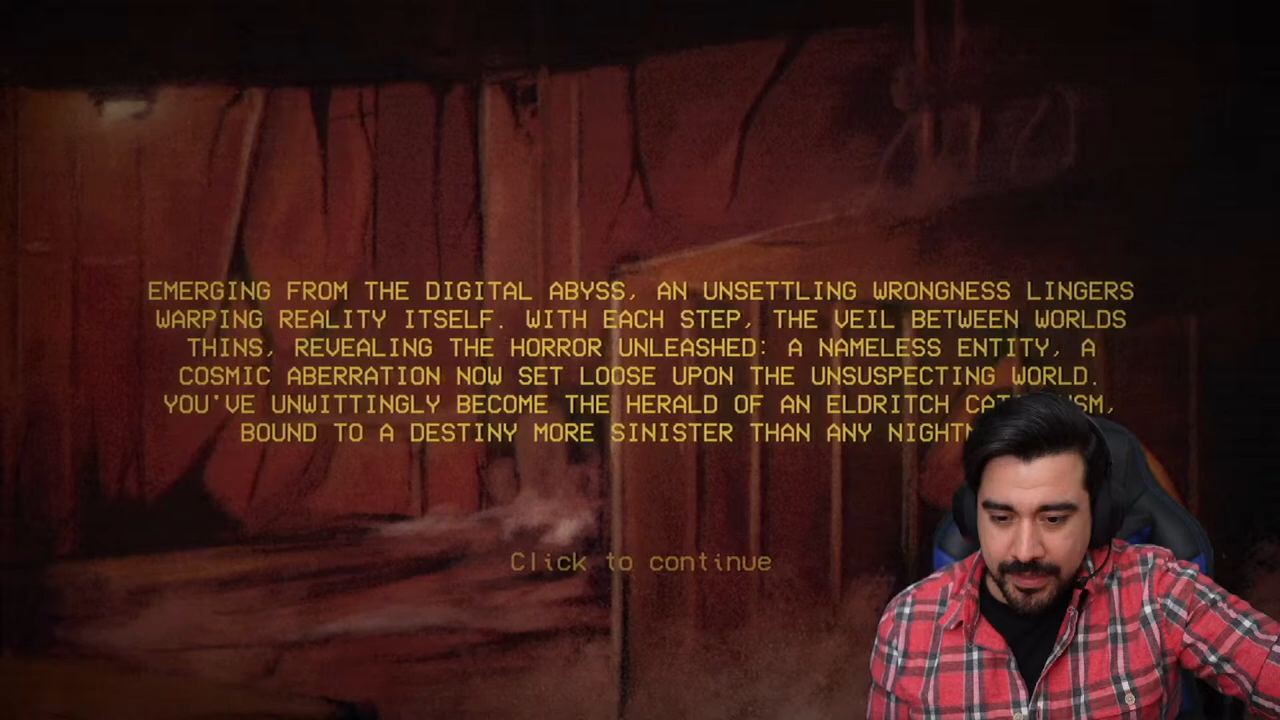 EMERGING FROM THE DIGITAL ABYSS, AN UNSETTLING WRONGNESS LINGERS
WARPING REALITY ITSELF. WITH EACH STEP, THE VEIL BETWEEN WORLDS
THINS, REVEALING THE HORROR UNLEASHED: A NAMELESS ENTITY, A
COSMIC ABERRATION NOW SET LOOSE UPON THE UNSUSPECTING WORLD.
YOU'VE UNWITTINGLY BECOME THE HERALD OF AN ELDRITCH
BOUND TO A DESTINY MORE SINISTER THAN ANY
Click to continue